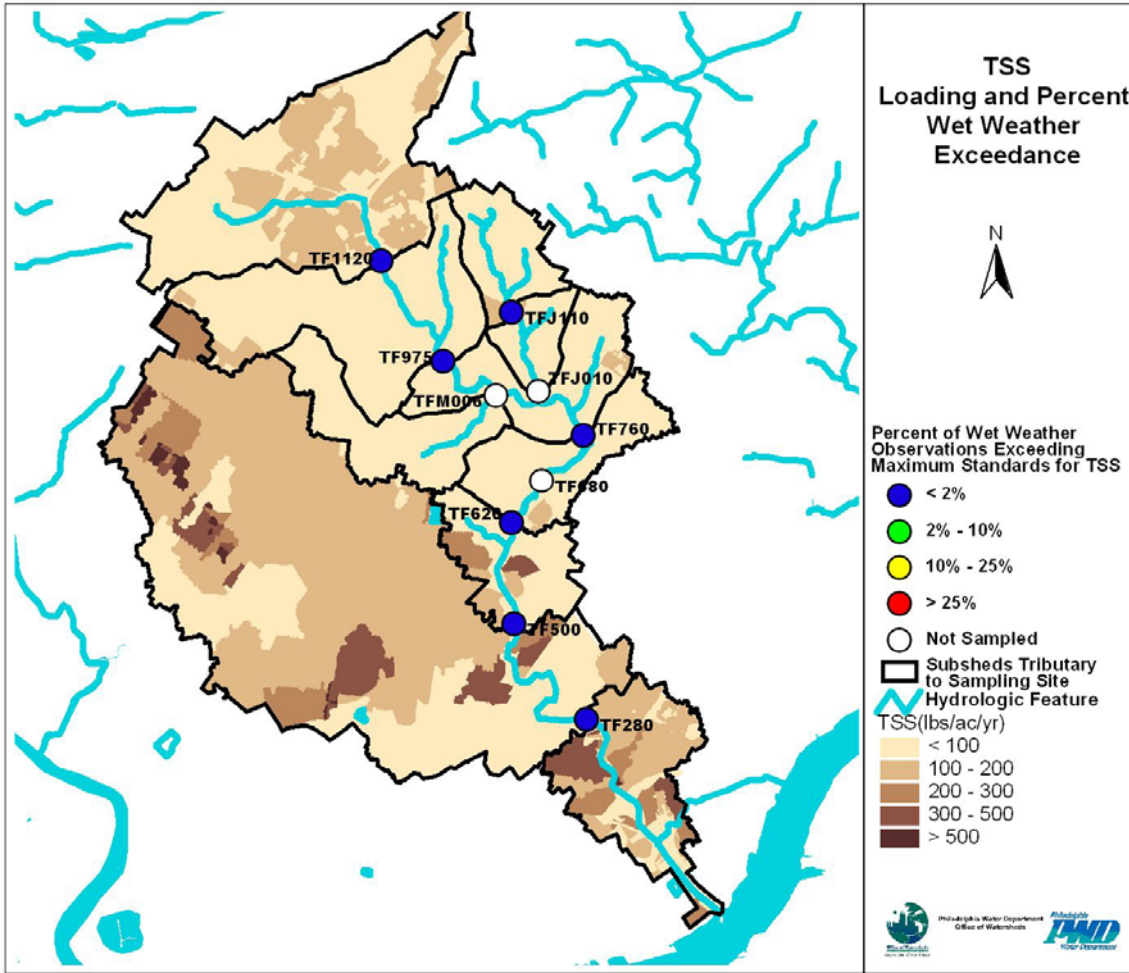 TSS
Loading and Percent
Wet Weather
Exceedance
N
TF1120
TFJ110
TF975
TFJ010
TFM006
TF760
TF680
TF620
TF500
TF280
Percent of Wet Weather
Observations Exceeding
Maximum Standards for TSS
< 2%
2% - 10%
10% - 25%
> 25%
Not Sampled
Subsheds Tributary
to Sampling Site
Hydrologic Feature
TSS(lbs/ac/yr)
< 100
100 - 200
200 - 300
300 - 500
> 500
Philadelphia Water Department
Office of Watersheds
Philadelphia
PWD
Water Department